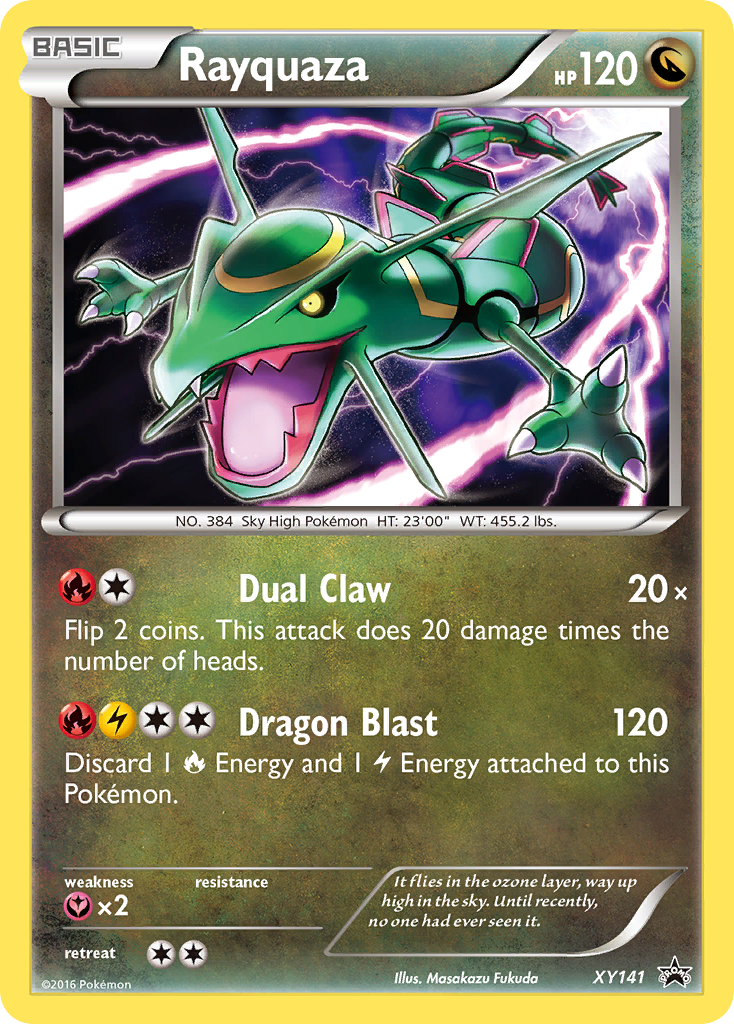 BASIC
Rayquaza
HP 120
NO. 384 Sky High Pokémon HT: 23'00" WT: 455.2 lbs.
Dual Claw 20×
Flip 2 coins. This attack does 20 damage times the
number of heads.
Dragon Blast 120
Discard 1 Energy and 1 Energy attached to this
Pokémon.
weakness resistance
×2
It flies in the ozone layer, way up
high in the sky. Until recently,
no one had ever seen it.
retreat
©2016 Pokémon
Illus. Masakazu Fukuda
XY141
PROMO